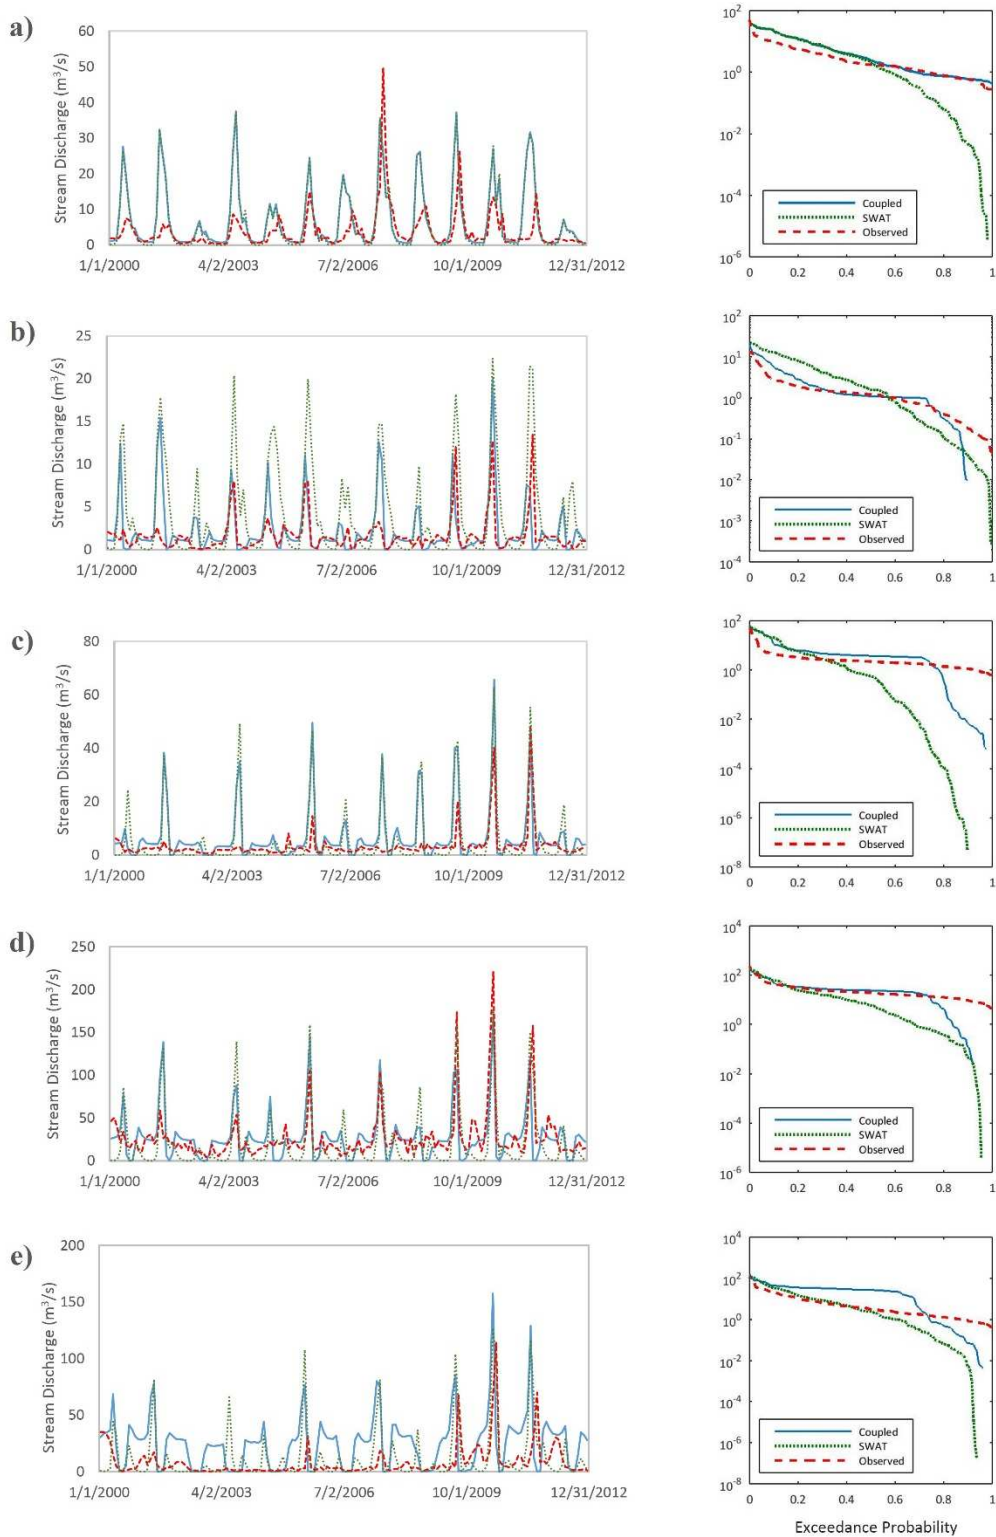 a)
Stream Discharge (m³/s)
60
50
40
30
20
10
0
1/1/2000 4/2/2003 7/2/2006 10/1/2009 12/31/2012
10²
10⁰
10⁻²
10⁻⁴
10⁻⁶
Coupled
SWAT
Observed
0 0.2 0.4 0.6 0.8 1
b)
Stream Discharge (m³/s)
25
20
15
10
5
0
1/1/2000 4/2/2003 7/2/2006 10/1/2009 12/31/2012
10²
10¹
10⁰
10⁻¹
10⁻²
10⁻³
10⁻⁴
Coupled
SWAT
Observed
0 0.2 0.4 0.6 0.8 1
c)
Stream Discharge (m³/s)
80
60
40
20
0
1/1/2000 4/2/2003 7/2/2006 10/1/2009 12/31/2012
10²
10⁰
10⁻²
10⁻⁴
10⁻⁶
10⁻⁸
Coupled
SWAT
Observed
0 0.2 0.4 0.6 0.8 1
d)
Stream Discharge (m³/s)
250
200
150
100
50
0
1/1/2000 4/2/2003 7/2/2006 10/1/2009 12/31/2012
10⁴
10²
10⁰
10⁻²
10⁻⁴
10⁻⁶
Coupled
SWAT
Observed
0 0.2 0.4 0.6 0.8 1
e)
Stream Discharge (m³/s)
200
150
100
50
0
1/1/2000 4/2/2003 7/2/2006 10/1/2009 12/31/2012
10⁴
10²
10⁰
10⁻²
10⁻⁴
10⁻⁶
10⁻⁸
Coupled
SWAT
Observed
0 0.2 0.4 0.6 0.8 1
Exceedance Probability